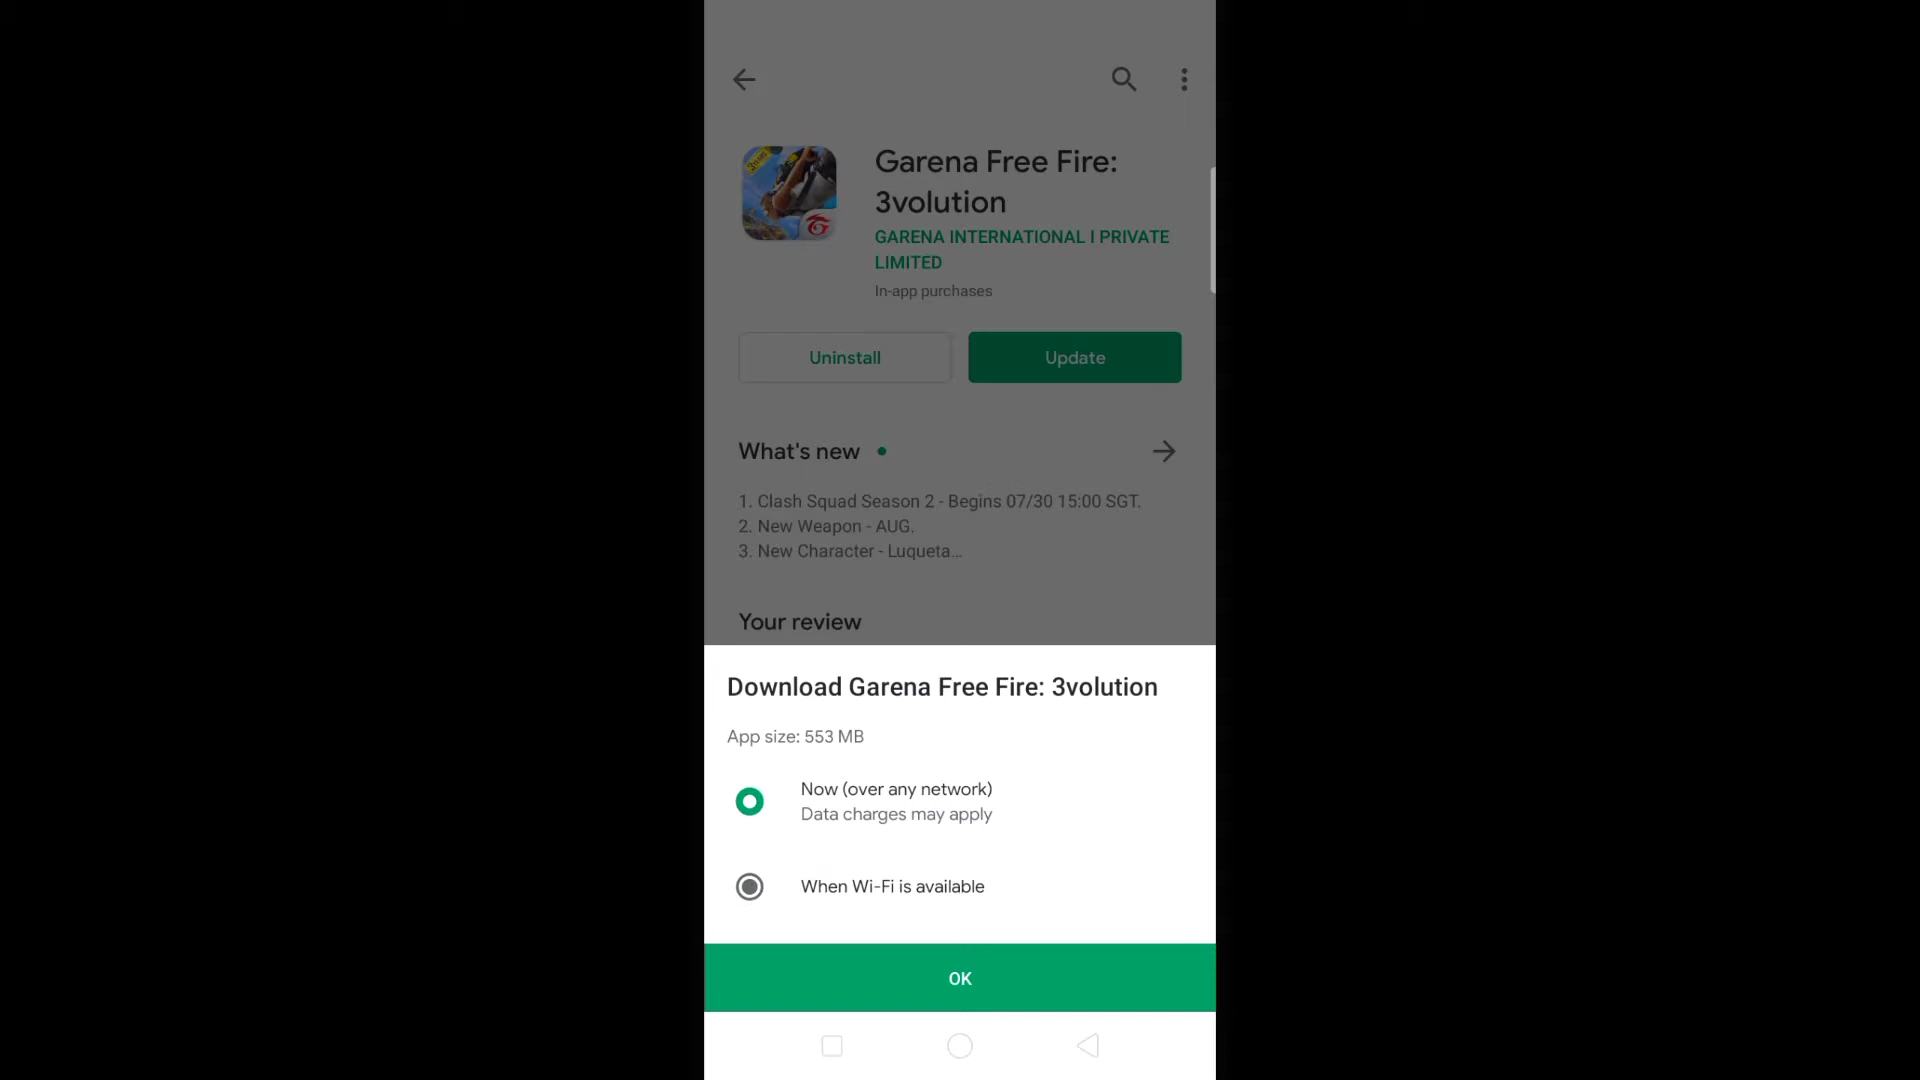 Garena Free Fire:
3volution
GARENA INTERNATIONAL I PRIVATE
LIMITED
In-app purchases
Uninstall
Update
What's new
1. Clash Squad Season 2 - Begins 07/30 15:00 SGT.
2. New Weapon - AUG.
3. New Character - Luqueta...
Your review
Download Garena Free Fire: 3volution
App size: 553 MB
Now (over any network)
Data charges may apply
When Wi-Fi is available
OK